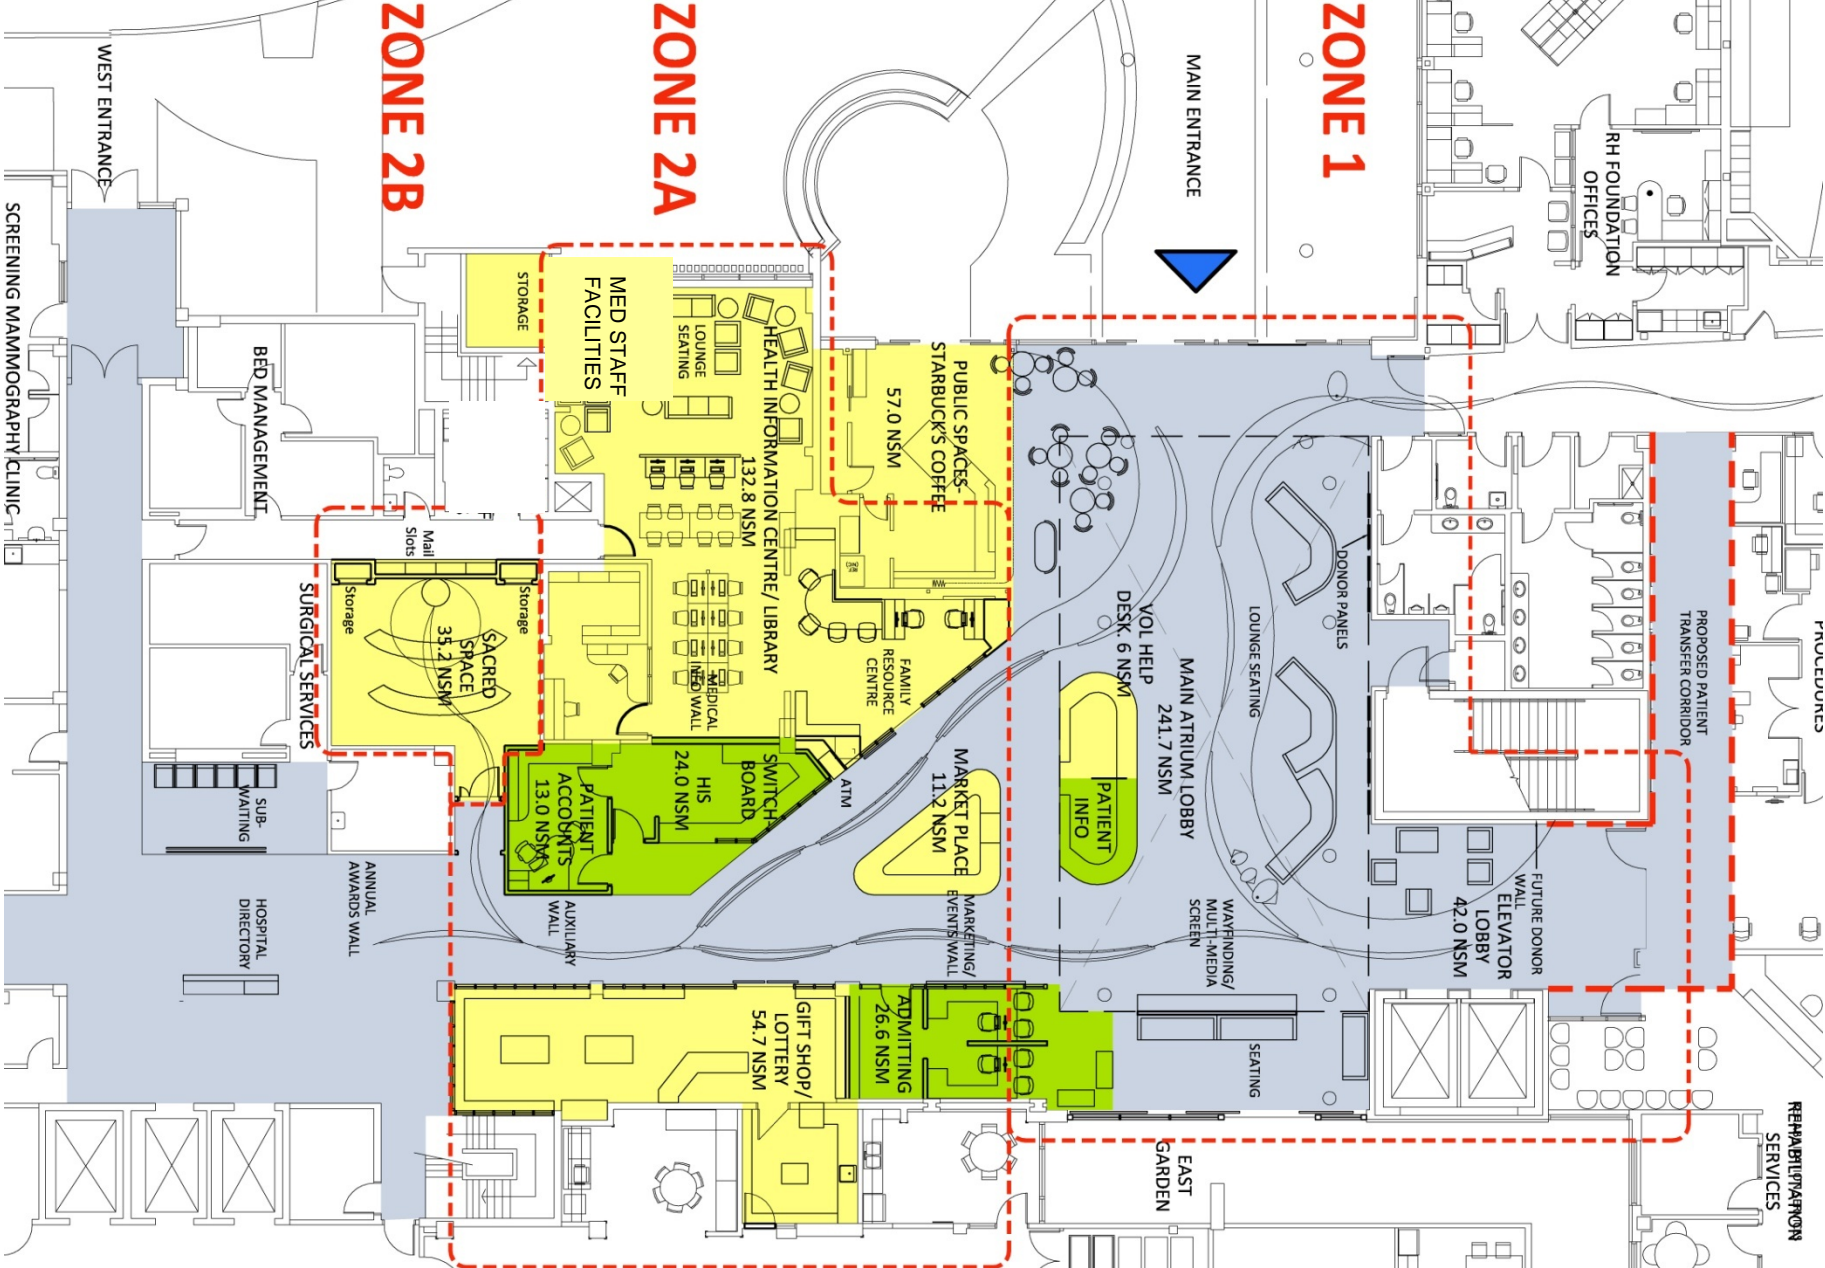 ZONE 2B
ZONE 2A
ZONE 1
WEST ENTRANCE
MAIN ENTRANCE
RH FOUNDATION
OFFICES
SCREENING MAMMOGRAPHY CLINIC
STORAGE
MED STAFF
FACILITIES
LOUNGE
SEATING
HEALTH INFORMATION CENTRE/ LIBRARY
132.8 NSM
PUBLIC SPACES-
STARBUCK'S COFFEE
57.0 NSM
BED MANAGEMENT
Mail
Slots
Storage
Storage
SACRED
SPACE
35.2 NSM
SURGICAL SERVICES
MEDICAL
INFO WALL
FAMILY
RESOURCE
CENTRE
DONOR PANELS
VOL HELP
DESK. 6 NSM
LOUNGE SEATING
MAIN ATRIUM LOBBY
241.7 NSM
PROPOSED PATIENT
TRANSFER CORRIDOR
PROCEDURES
SWITCH-
BOARD
HIS
24.0 NSM
PATIENT
ACCOUNTS
13.0 NSM
ATM
MARKET PLACE
11.2 NSM
PATIENT
INFO
SUB-
WAITING
ANNUAL
AWARDS WALL
HOSPITAL
DIRECTORY
AUXILIARY
WALL
MARKETING/
EVENTS WALL
WAYFINDING/
MULTI-MEDIA
SCREEN
FUTURE DONOR
WALL
ELEVATOR
LOBBY
42.0 NSM
GIFT SHOP/
LOTTERY
54.7 NSM
ADMITTING
26.6 NSM
SEATING
EAST
GARDEN
REHABILITATION
SERVICES